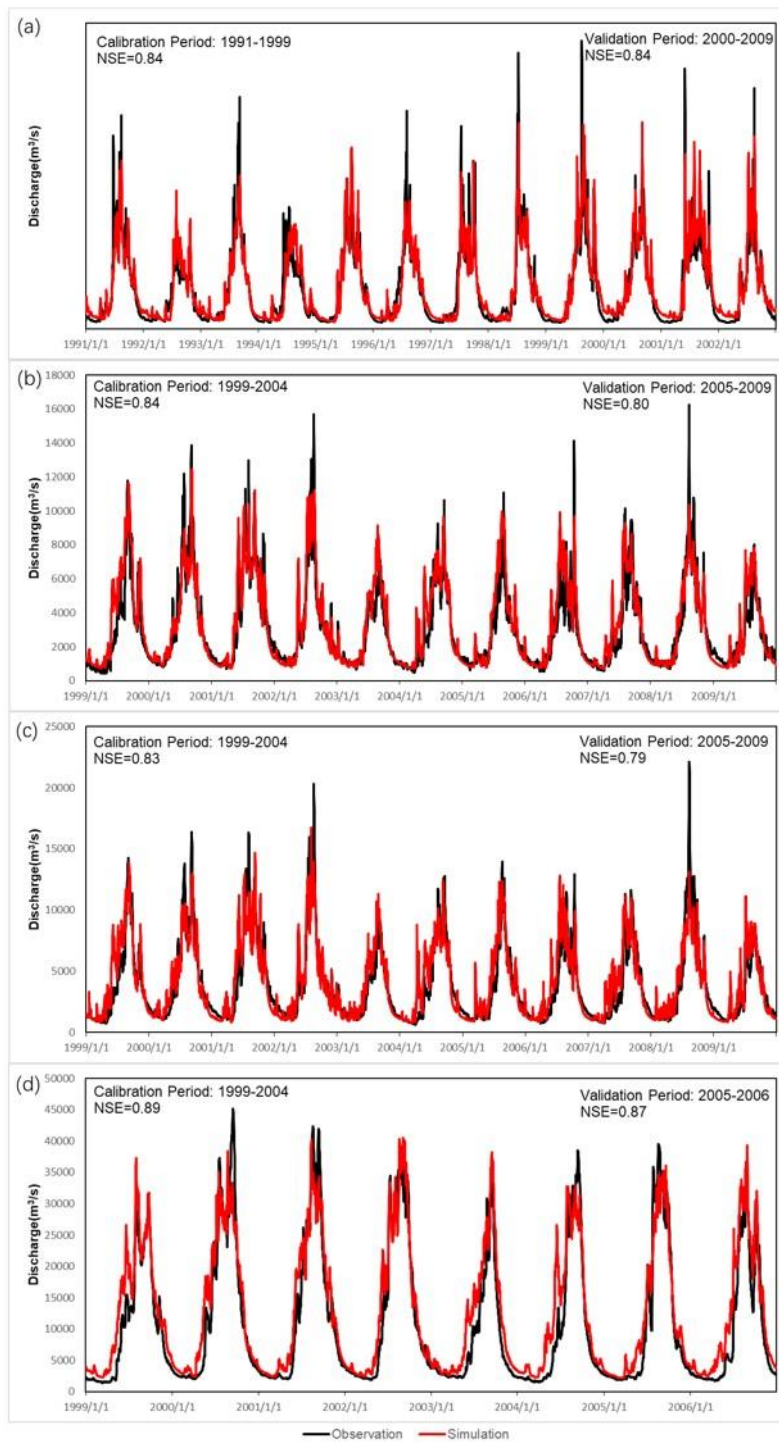 (a)
Calibration Period: 1991-1999
NSE=0.84
Validation Period: 2000-2009
NSE=0.84
Discharge(m³/s)
1991/1/1 1992/1/1 1993/1/1 1994/1/1 1995/1/1 1996/1/1 1997/1/1 1998/1/1 1999/1/1 2000/1/1 2001/1/1 2002/1/1
(b)
Calibration Period: 1999-2004
NSE=0.84
Validation Period: 2005-2009
NSE=0.80
Discharge(m³/s)
18000
16000
14000
12000
10000
8000
6000
4000
2000
0
1999/1/1 2000/1/1 2001/1/1 2002/1/1 2003/1/1 2004/1/1 2005/1/1 2006/1/1 2007/1/1 2008/1/1 2009/1/1
(c)
Calibration Period: 1999-2004
NSE=0.83
Validation Period: 2005-2009
NSE=0.79
Discharge(m³/s)
25000
20000
15000
10000
5000
0
1999/1/1 2000/1/1 2001/1/1 2002/1/1 2003/1/1 2004/1/1 2005/1/1 2006/1/1 2007/1/1 2008/1/1 2009/1/1
(d)
Calibration Period: 1999-2004
NSE=0.89
Validation Period: 2005-2006
NSE=0.87
Discharge(m³/s)
50000
45000
40000
35000
30000
25000
20000
15000
10000
5000
0
1999/1/1 2000/1/1 2001/1/1 2002/1/1 2003/1/1 2004/1/1 2005/1/1 2006/1/1
Observation Simulation